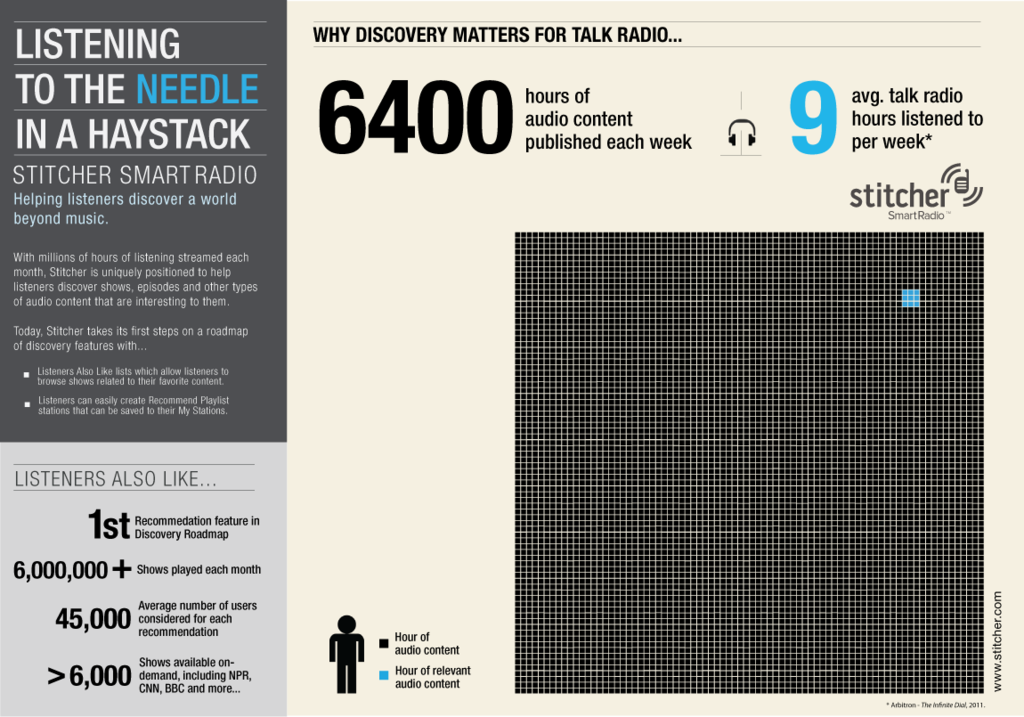 LISTENING
TO THE NEEDLE
IN A HAYSTACK
STITCHER SMART RADIO
Helping listeners discover a world
beyond music.
With millions of hours of listening streamed each
month, Stitcher is uniquely positioned to help
listeners discover shows, episodes and other types
of audio content that are interesting to them.
Today, Stitcher takes its first steps on a roadmap
of discovery features with...
Listeners Also Like lists which allow listeners to
browse shows related to their favorite content.
Listeners can easily create Recommend Playlist
stations that can be saved to their My Stations.
LISTENERS ALSO LIKE...
1st Recommedation feature in
Discovery Roadmap
6,000,000 + Shows played each month
45,000 Average number of users
considered for each
recommendation
>6,000 Shows available on-
demand, including NPR,
CNN, BBC and more...
WHY DISCOVERY MATTERS FOR TALK RADIO...
6400 hours of
audio content
published each week
9 avg. talk radio
hours listened to
per week*
stitcher
SmartRadio™
Hour of
audio content
Hour of relevant
audio content
www.stitcher.com
* Arbitron - The Infinite Dial, 2011.